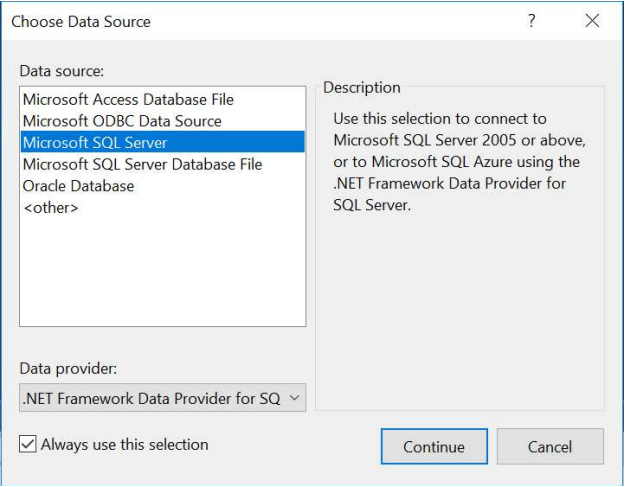 Choose Data Source
?
Data source:
Microsoft Access Database File
Microsoft ODBC Data Source
Microsoft SQL Server
Microsoft SQL Server Database File
Oracle Database
<other>
Description
Use this selection to connect to
Microsoft SQL Server 2005 or above,
or to Microsoft SQL Azure using the
.NET Framework Data Provider for
SQL Server.
Data provider:
.NET Framework Data Provider for SQ
Always use this selection
Continue
Cancel